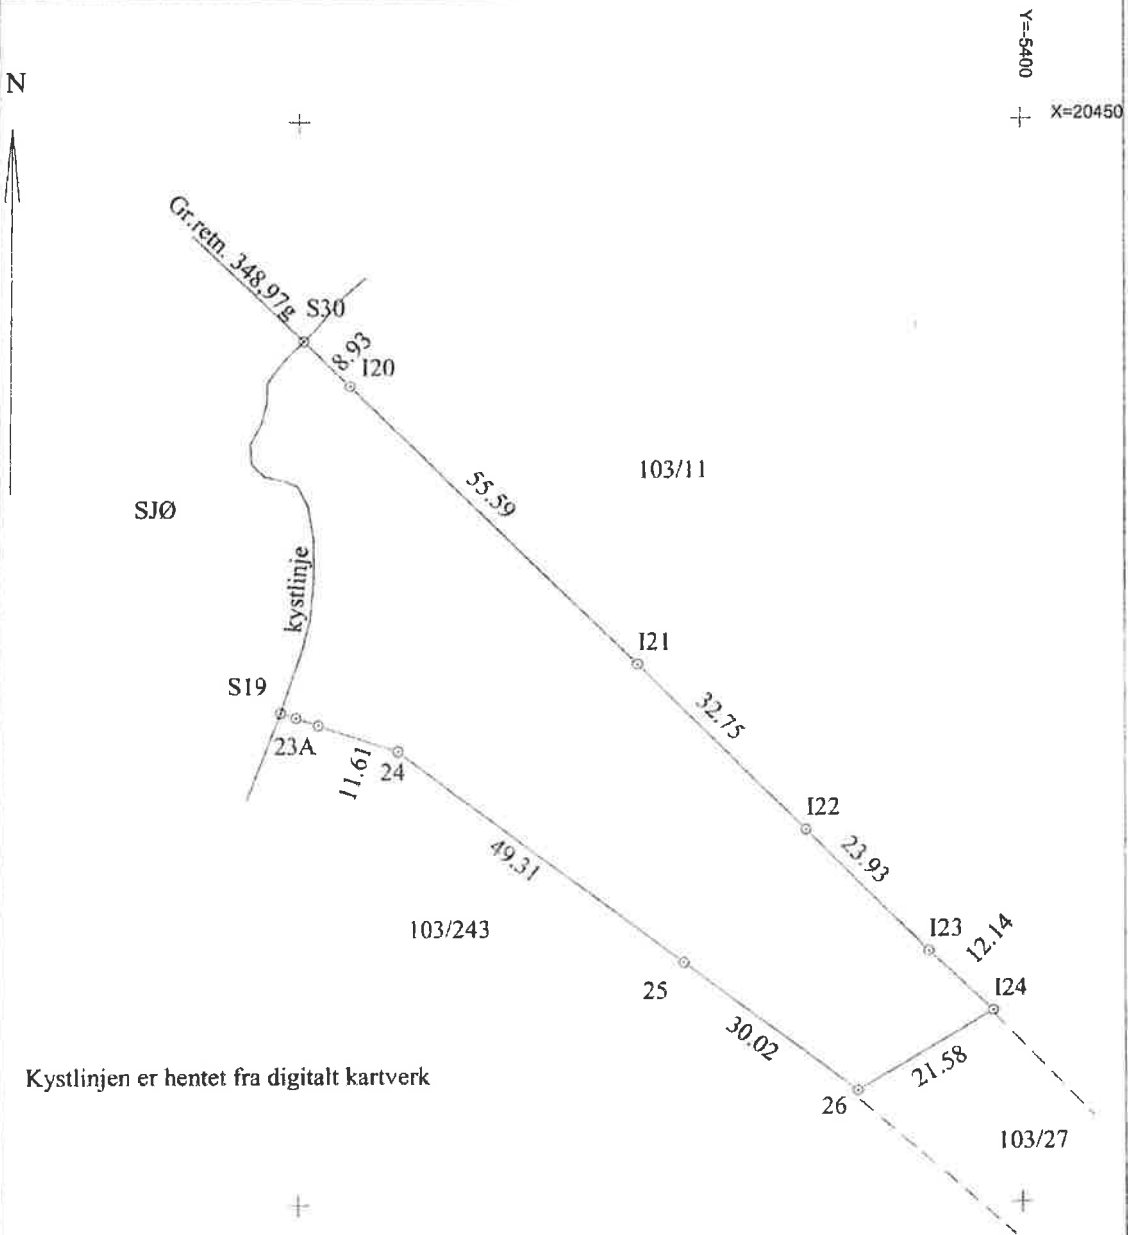 Y=-5400
X=20450
N
Gr.retn. 348,97g
S30
8.93
I20
103/11
55.59
SJØ
kystlinje
I21
S19
32.75
23A
11.61
24
I22
23.93
49.31
103/243
I23
12.14
25
I24
30.02
21.58
Kystlinjen er hentet fra digitalt kartverk
26
103/27